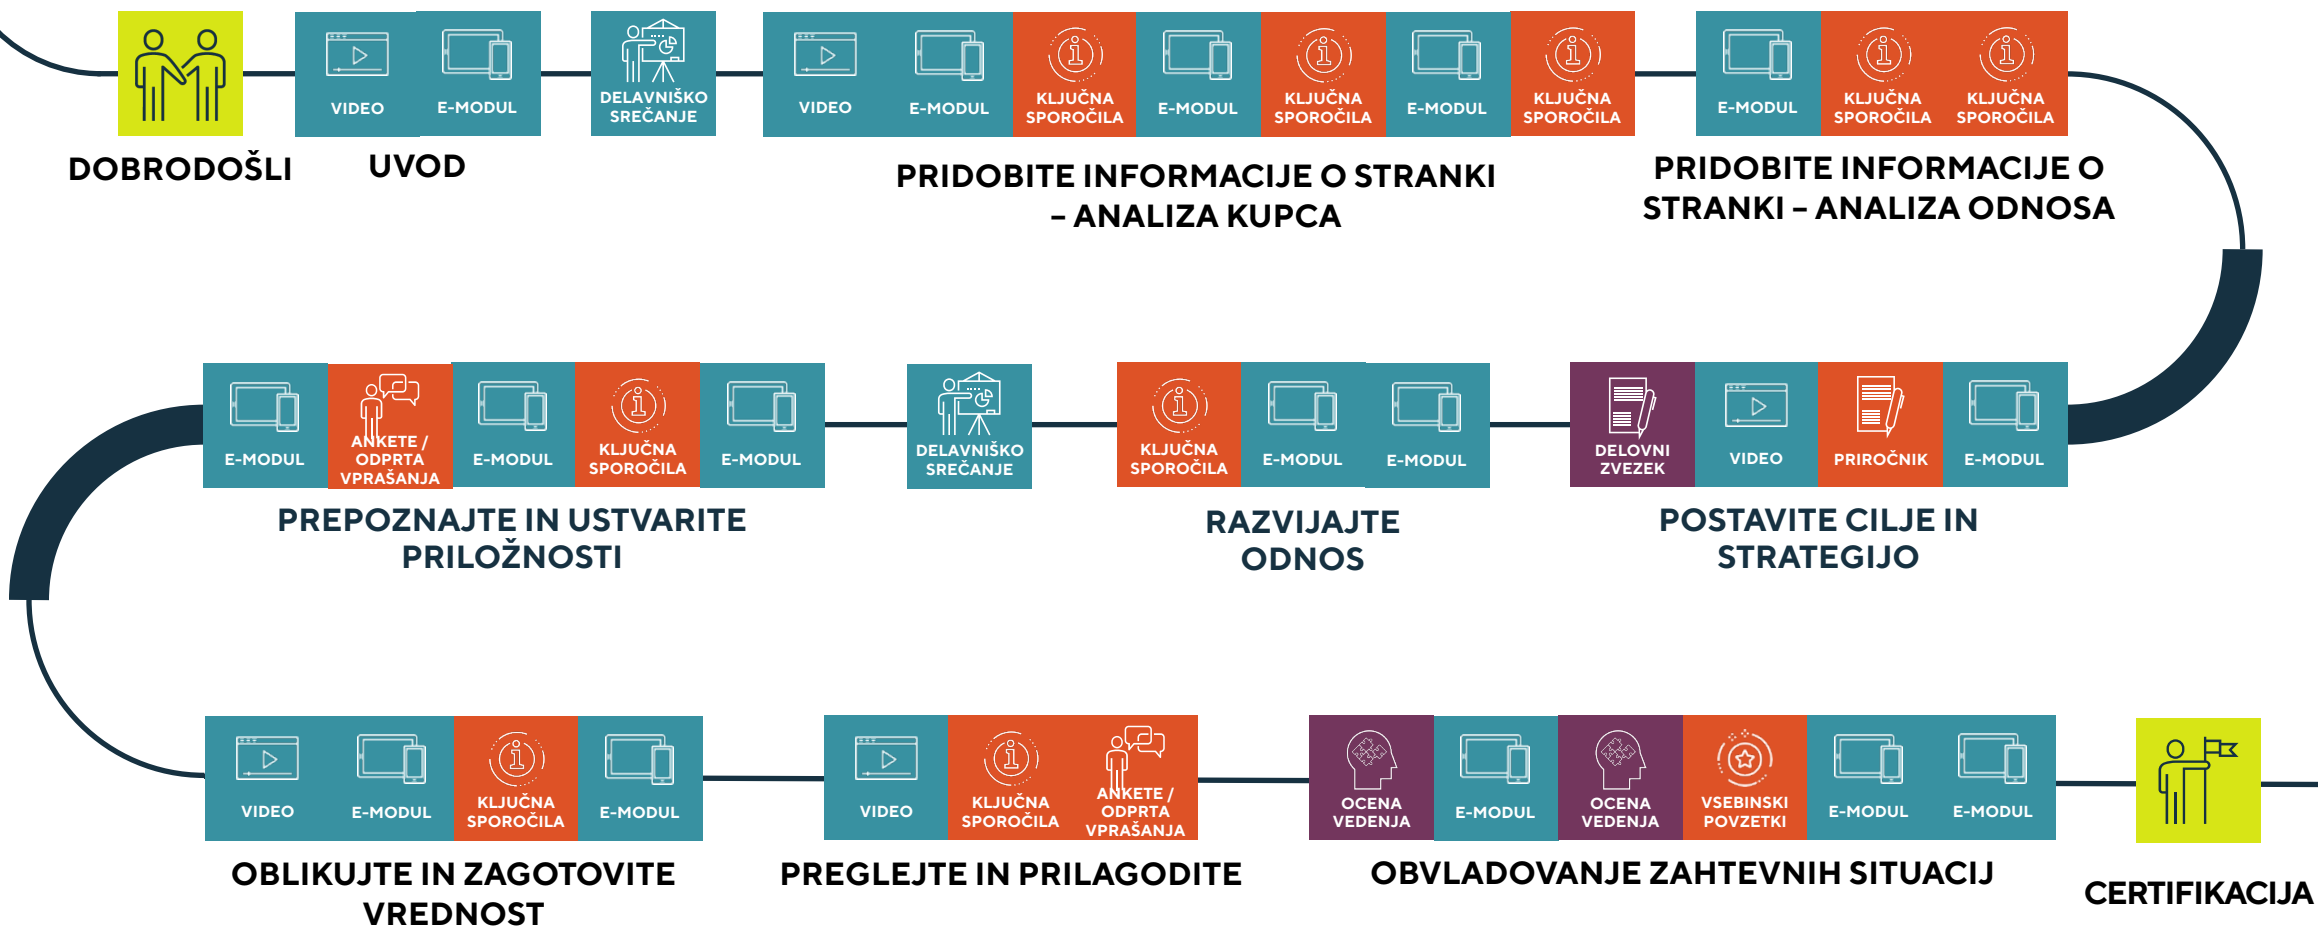 VIDEO
E-MODUL
DELAVNIŠKO
SREČANJE
VIDEO
E-MODUL
KLJUČNA
SPOROČILA
E-MODUL
KLJUČNA
SPOROČILA
E-MODUL
KLJUČNA
SPOROČILA
E-MODUL
KLJUČNA
SPOROČILA
KLJUČNA
SPOROČILA
DOBRODOŠLI
UVOD
PRIDOBITE INFORMACIJE O STRANKI
– ANALIZA KUPCA
PRIDOBITE INFORMACIJE O
STRANKI – ANALIZA ODNOSA
E-MODUL
ANKETE /
ODPRTA
VPRAŠANJA
E-MODUL
KLJUČNA
SPOROČILA
E-MODUL
DELAVNIŠKO
SREČANJE
KLJUČNA
SPOROČILA
E-MODUL
E-MODUL
DELOVNI
ZVEZEK
VIDEO
PRIROČNIK
E-MODUL
PREPOZNAJTE IN USTVARITE
PRILOŽNOSTI
RAZVIJAJTE
ODNOS
POSTAVITE CILJE IN
STRATEGIJO
VIDEO
E-MODUL
KLJUČNA
SPOROČILA
E-MODUL
VIDEO
KLJUČNA
SPOROČILA
ANKETE /
ODPRTA
VPRAŠANJA
OCENA
VEDENJA
E-MODUL
OCENA
VEDENJA
VSEBINSKI
POVZETKI
E-MODUL
E-MODUL
OBLIKUJTE IN ZAGOTOVITE
VREDNOST
PREGLEJTE IN PRILAGODITE
OBVLADOVANJE ZAHTEVNIH SITUACIJ
CERTIFIKACIJA